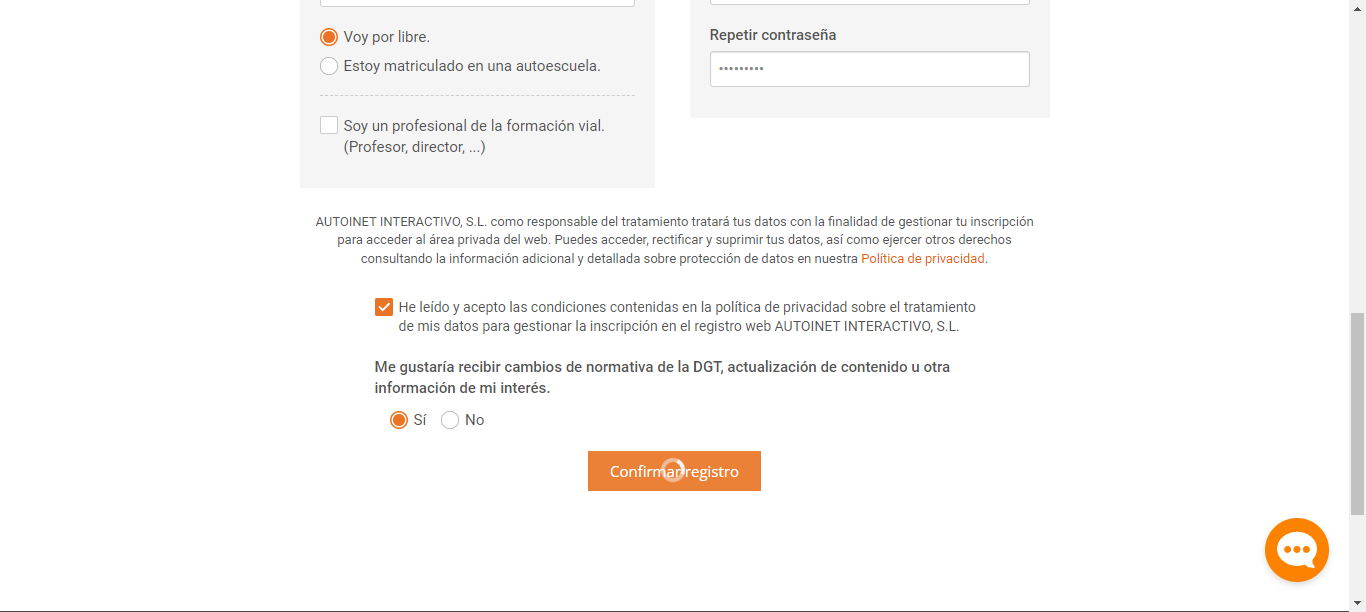 Voy por libre.
Estoy matriculado en una autoescuela.
Soy un profesional de la formación vial.
(Profesor, director, ...)
Repetir contraseña
•••••••••
AUTOINET INTERACTIVO, S.L. como responsable del tratamiento tratará tus datos con la finalidad de gestionar tu inscripción
para acceder al área privada del web. Puedes acceder, rectificar y suprimir tus datos, así como ejercer otros derechos
consultando la información adicional y detallada sobre protección de datos en nuestra Política de privacidad.
He leído y acepto las condiciones contenidas en la política de privacidad sobre el tratamiento
de mis datos para gestionar la inscripción en el registro web AUTOINET INTERACTIVO, S.L.
Me gustaría recibir cambios de normativa de la DGT, actualización de contenido u otra
información de mi interés.
Sí No
Confirmar registro